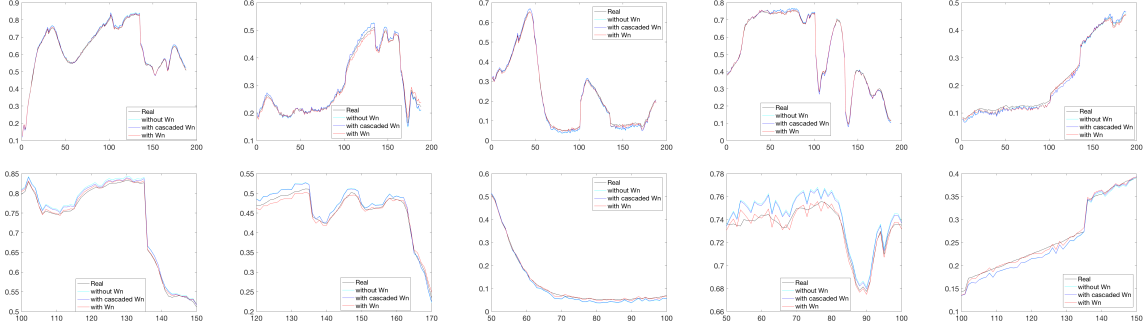 0.9
0.8
0.7
0.6
0.5
0.4
0.3
0.2
0.1
0 50 100 150 200
Real
without Wn
with cascaded Wn
with Wn
0.6
0.5
0.4
0.3
0.2
0.1
0 50 100 150 200
Real
without Wn
with cascaded Wn
with Wn
0.7
0.6
0.5
0.4
0.3
0.2
0.1
0
0 50 100 150 200
Real
without Wn
with cascaded Wn
with Wn
0.8
0.7
0.6
0.5
0.4
0.3
0.2
0.1
0
0 50 100 150 200
Real
without Wn
with cascaded Wn
with Wn
0.5
0.4
0.3
0.2
0.1
0
0 50 100 150 200
Real
without Wn
with cascaded Wn
with Wn
0.85
0.8
0.75
0.7
0.65
0.6
0.55
0.5
100 110 120 130 140 150
Real
without Wn
with cascaded Wn
with Wn
0.55
0.5
0.45
0.4
0.35
0.3
0.25
0.2
120 130 140 150 160 170
Real
without Wn
with cascaded Wn
with Wn
0.6
0.5
0.4
0.3
0.2
0.1
0
50 60 70 80 90 100
Real
without Wn
with cascaded Wn
with Wn
0.78
0.76
0.74
0.72
0.7
0.68
0.66
50 60 70 80 90 100
Real
without Wn
with cascaded Wn
with Wn
0.4
0.35
0.3
0.25
0.2
0.15
0.1
100 110 120 130 140 150
Real
without Wn
with cascaded Wn
with Wn